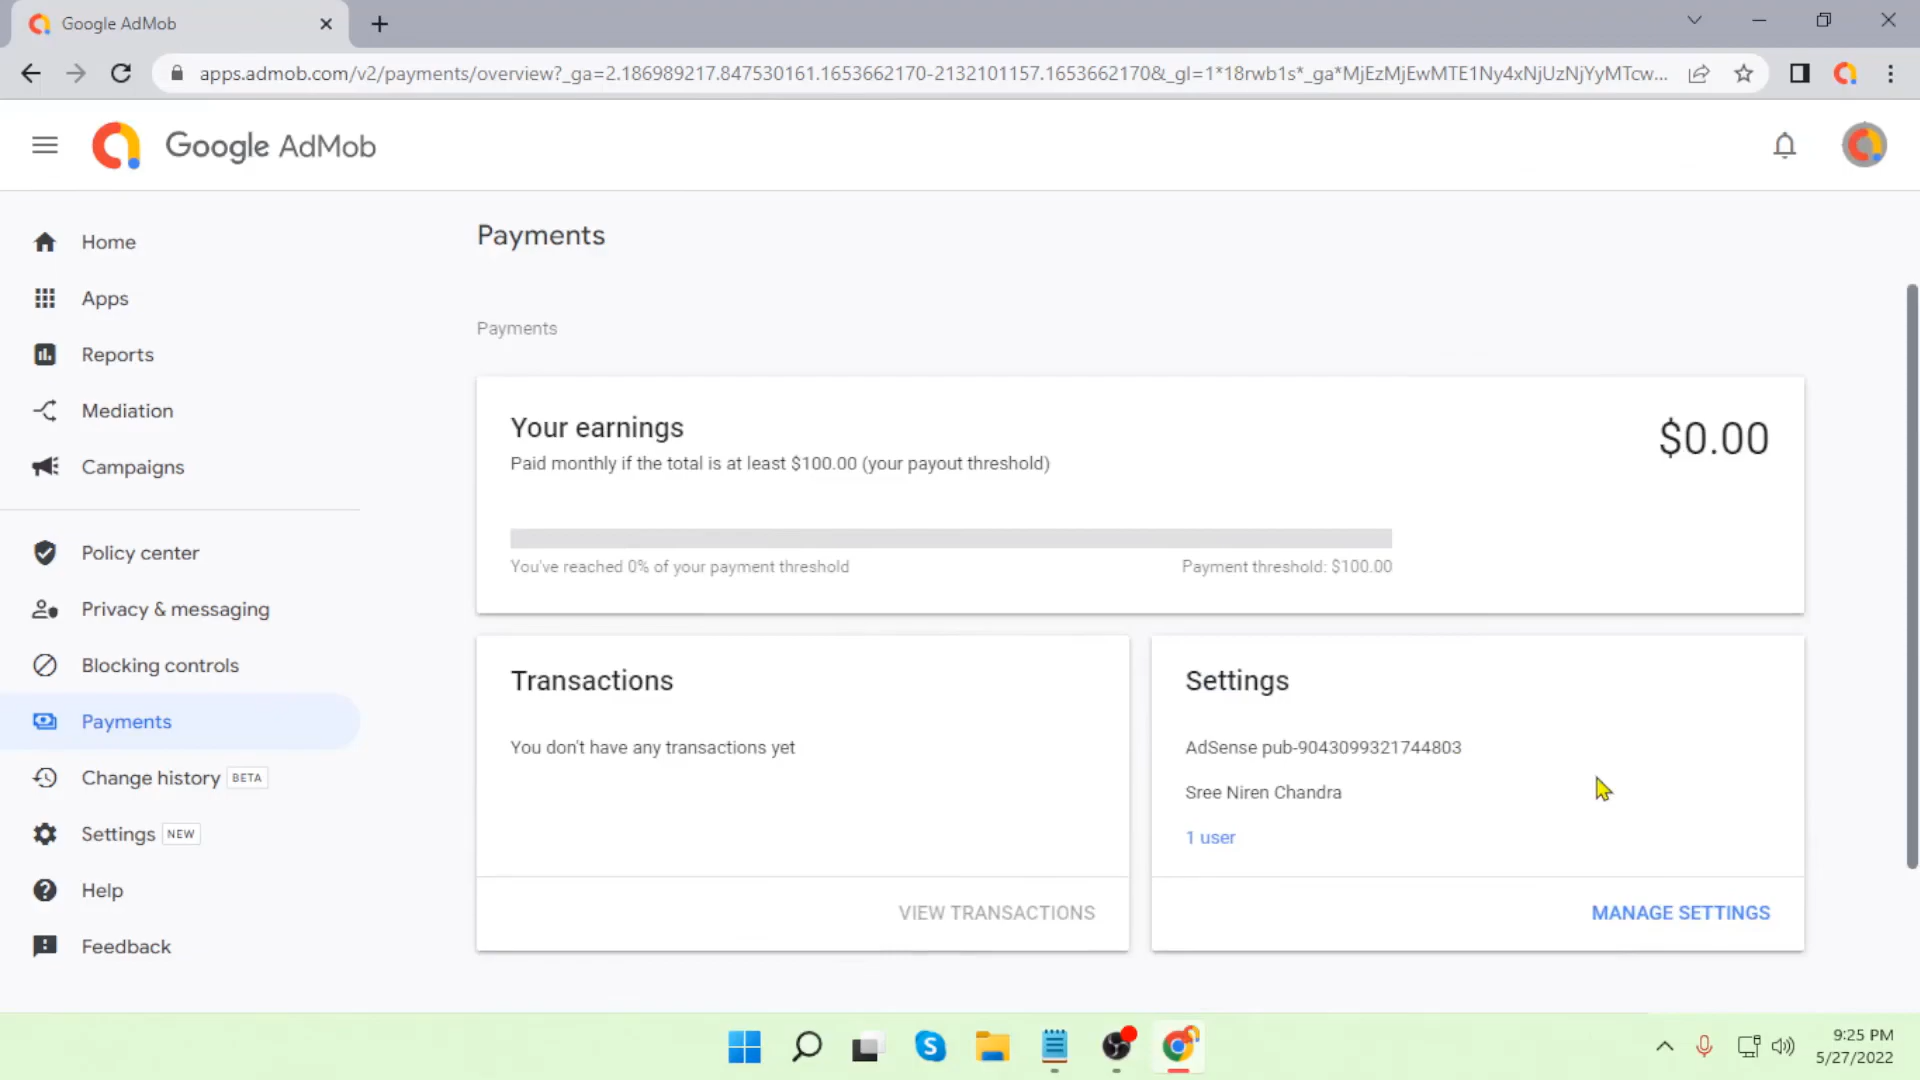 Google AdMob
apps.admob.com/v2/payments/overview?_ga=2.186989217.847530161.1653662170-2132101157.1653662170&_gl=1*18rwb1s*_ga*MjEzMjEwMTE1Ny4xNjUzNjYyMTcw...
Google AdMob
Home
Apps
Reports
Mediation
Campaigns
Policy center
Privacy & messaging
Blocking controls
Payments
Change history BETA
Settings NEW
Help
Feedback
Payments
Payments
Your earnings
$0.00
Paid monthly if the total is at least $100.00 (your payout threshold)
You've reached 0% of your payment threshold
Payment threshold: $100.00
Transactions
You don't have any transactions yet
VIEW TRANSACTIONS
Settings
AdSense pub-9043099321744803
Sree Niren Chandra
1 user
MANAGE SETTINGS
9:25 PM
5/27/2022